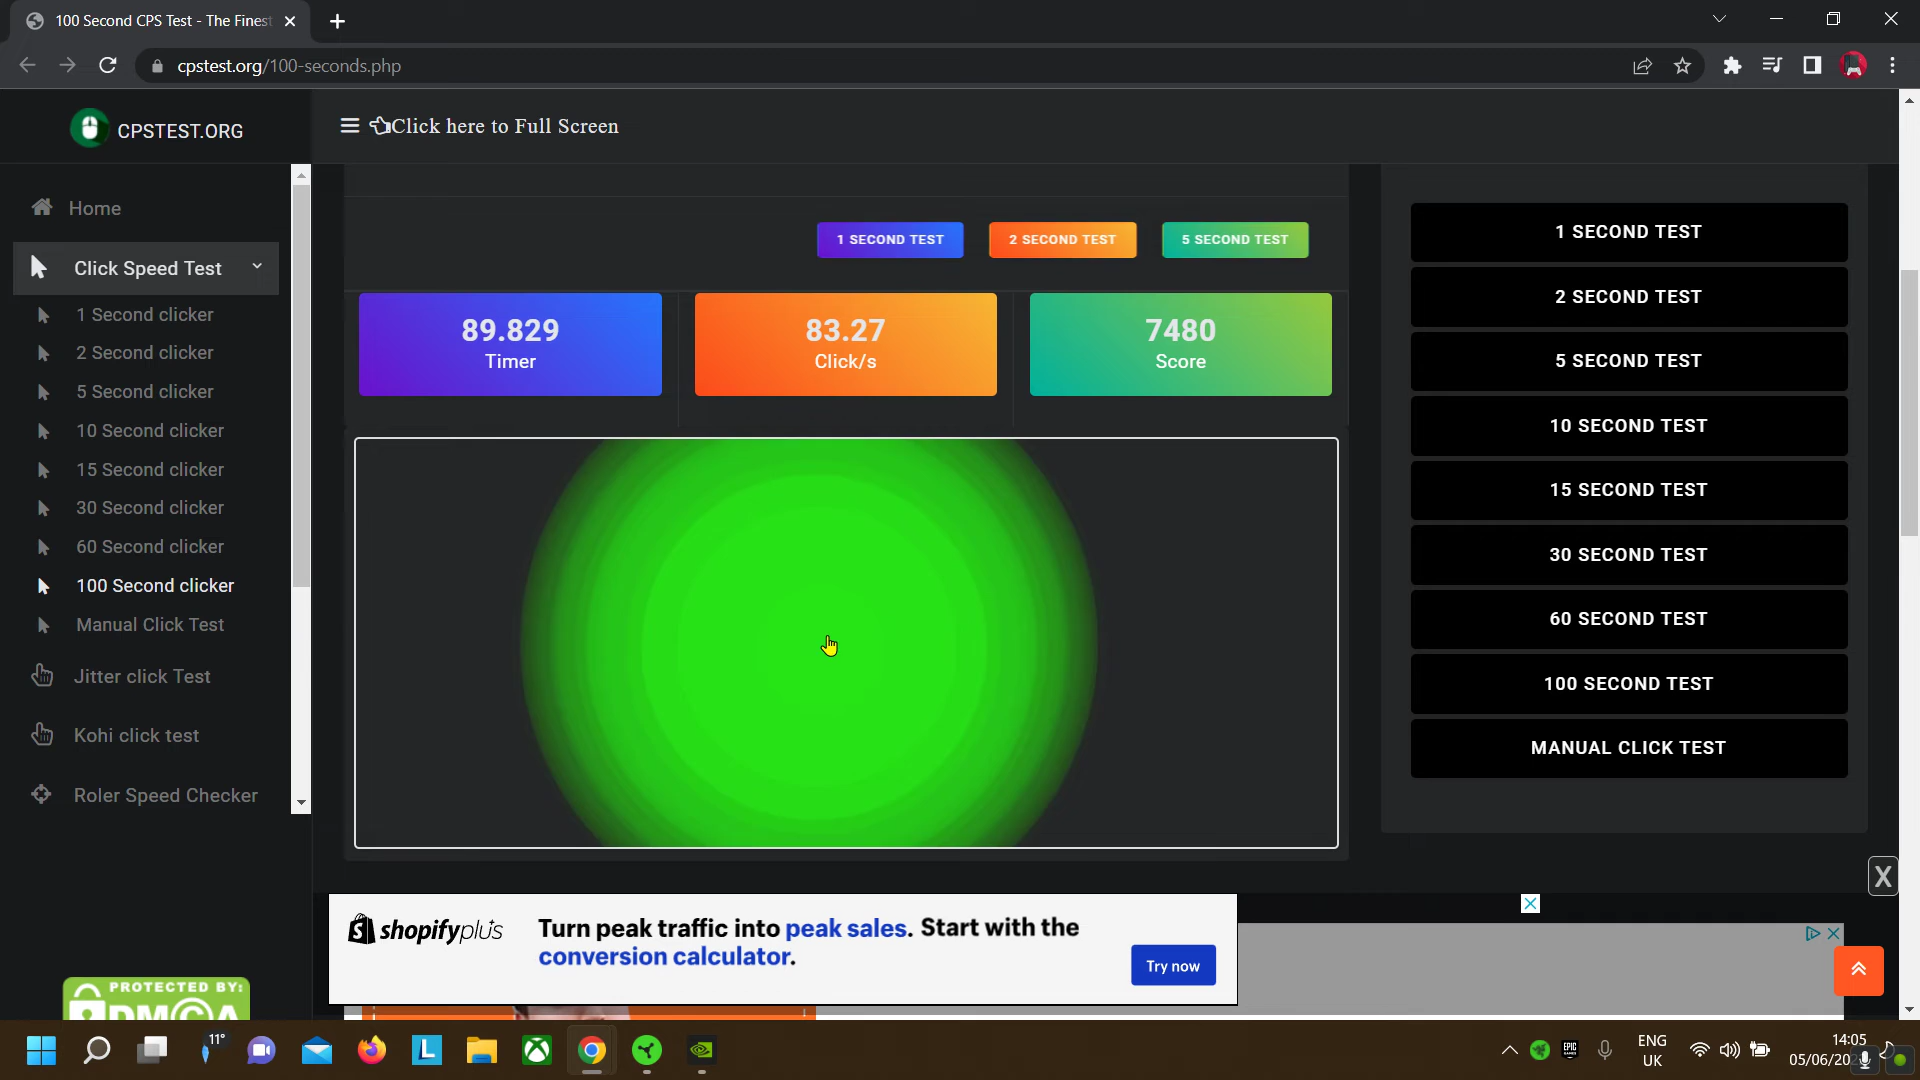 100 Second CPS Test - The Finest
cpstest.org/100-seconds.php
CPSTEST.ORG
Click here to Full Screen
Home
Click Speed Test
1 Second clicker
2 Second clicker
5 Second clicker
10 Second clicker
15 Second clicker
30 Second clicker
60 Second clicker
100 Second clicker
Manual Click Test
Jitter click Test
Kohi click test
Roler Speed Checker
PROTECTED BY:
DMCA
1 SECOND TEST
2 SECOND TEST
5 SECOND TEST
89.829
Timer
83.27
Click/s
7480
Score
1 SECOND TEST
2 SECOND TEST
5 SECOND TEST
10 SECOND TEST
15 SECOND TEST
30 SECOND TEST
60 SECOND TEST
100 SECOND TEST
MANUAL CLICK TEST
X
shopifyplus
Turn peak traffic into peak sales. Start with the
conversion calculator.
Try now
11°
L
EPIC
ENG
UK
14:05
05/06/20